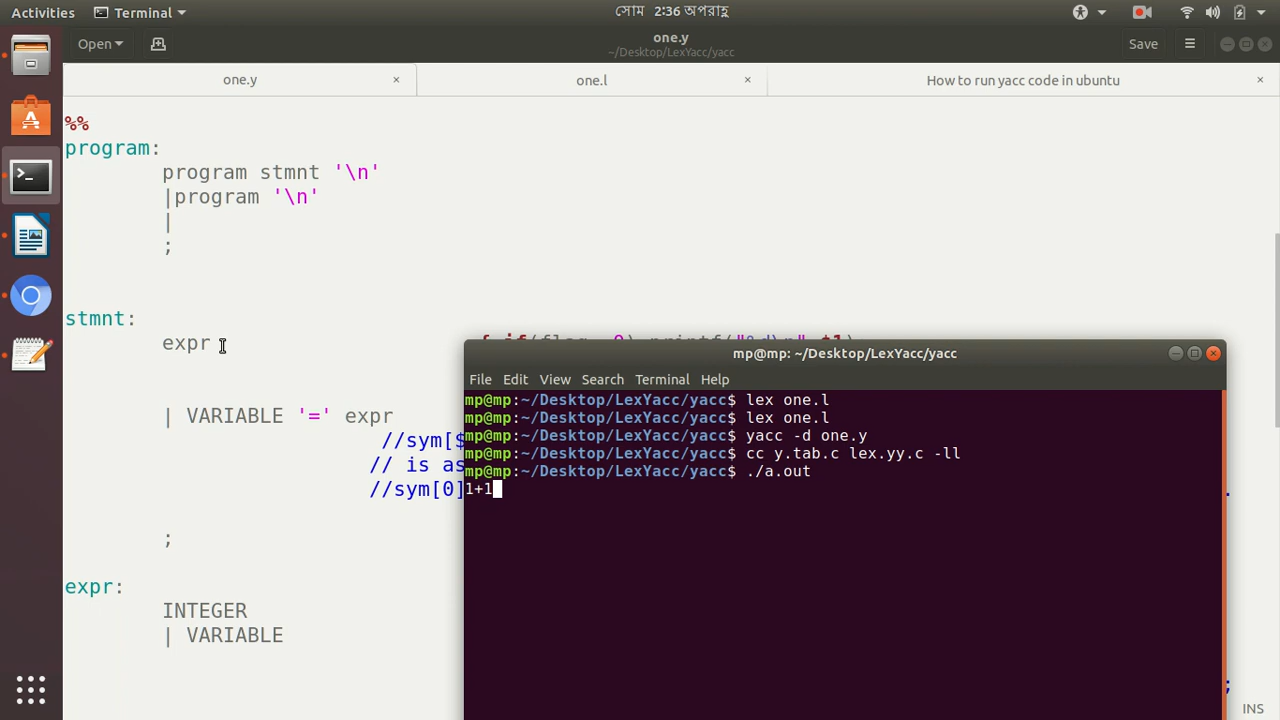 Activities Terminal সোম 2:36 অপরাহ্ণ
Open one.y Save
~/Desktop/LexYacc/yacc
one.y × one.l × How to run yacc code in ubuntu ×
%%
program:
program stmnt '\n'
|program '\n'
|
;
stmnt:
expr
| VARIABLE '=' expr
//sym[$
// is as
//sym[0]
;
expr:
INTEGER
| VARIABLE
mp@mp: ~/Desktop/LexYacc/yacc
File Edit View Search Terminal Help
mp@mp:~/Desktop/LexYacc/yacc$ lex one.l
mp@mp:~/Desktop/LexYacc/yacc$ lex one.l
mp@mp:~/Desktop/LexYacc/yacc$ yacc -d one.y
mp@mp:~/Desktop/LexYacc/yacc$ cc y.tab.c lex.yy.c -ll
mp@mp:~/Desktop/LexYacc/yacc$ ./a.out
1+1
INS